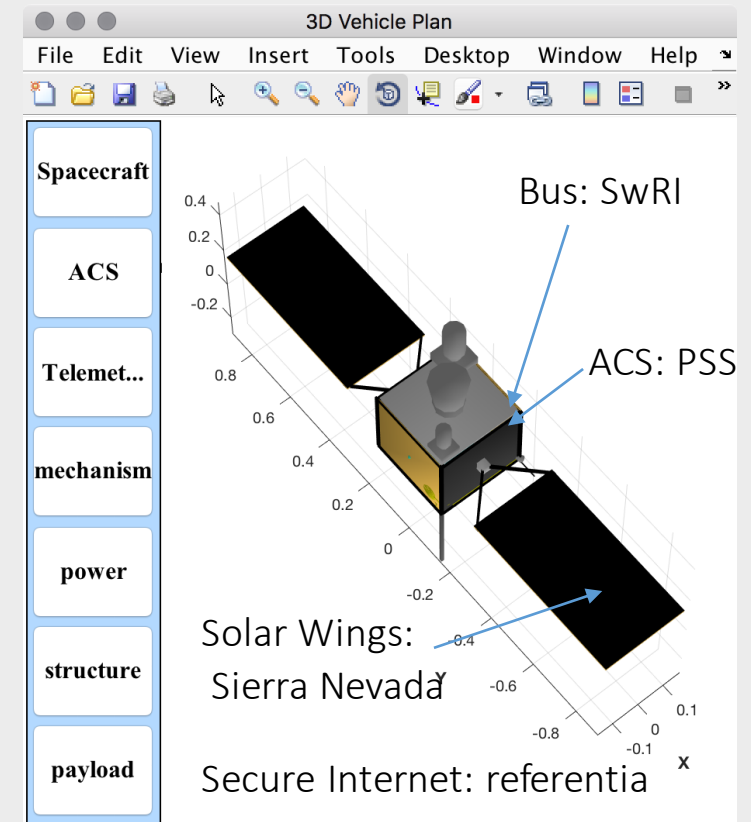 3D Vehicle Plan
File Edit View Insert Tools Desktop Window Help
Spacecraft
ACS
Telemet...
mechanism
power
structure
payload
Bus: SwRI
ACS: PSS
Solar Wings:
Sierra Nevada
Secure Internet: referentia
0.4
0.2
0
-0.2
0.8
0.6
0.4
0.2
0
-0.2
-0.4
-0.6
-0.8
Y
0.1
0
-0.1
X